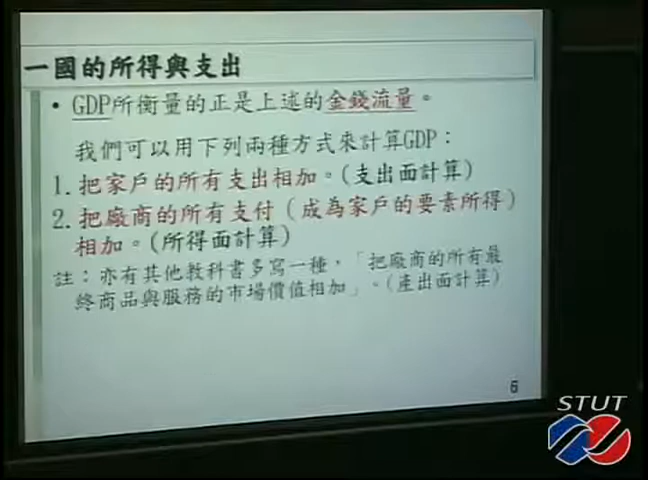 一國的所得與支出
• GDP所衡量的正是上述的金錢流量。
我們可以用下列兩種方式來計算GDP：
1. 把家戶的所有支出相加。(支出面計算)
2. 把廠商的所有支付（成為家戶的要素所得）
相加。(所得面計算)
註：亦有其他教科書多寫一種，「把廠商的所有最
終商品與服務的市場價值相加」。(產出面計算)
6
STUT